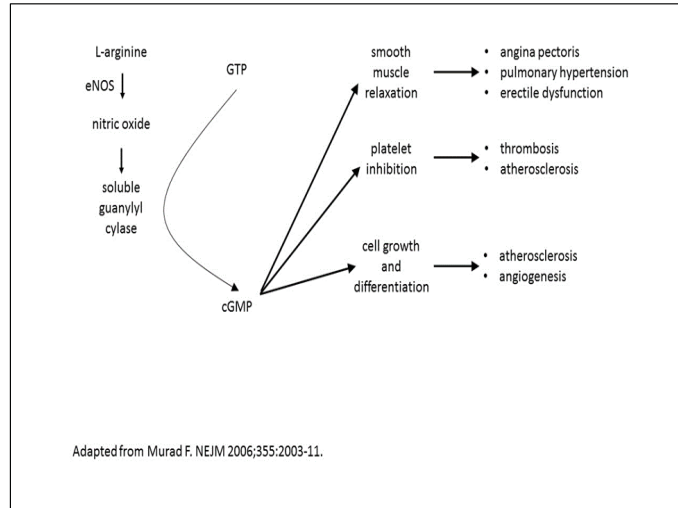 L-arginine
eNOS
nitric oxide
soluble
guanylyl
cylase
GTP
cGMP
smooth
muscle
relaxation
• angina pectoris
• pulmonary hypertension
• erectile dysfunction
platelet
inhibition
• thrombosis
• atherosclerosis
cell growth
and
differentiation
• atherosclerosis
• angiogenesis
Adapted from Murad F. NEJM 2006;355:2003-11.